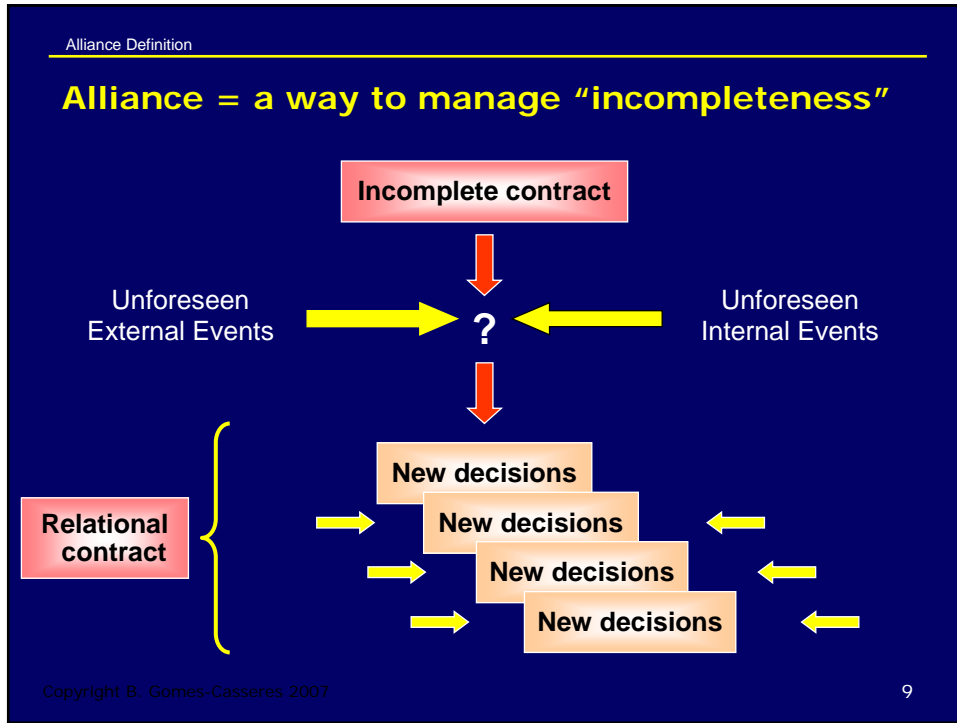 Alliance Definition
Alliance = a way to manage “incompleteness”
Incomplete contract
Unforeseen
External Events
?
Unforeseen
Internal Events
New decisions
New decisions
New decisions
New decisions
Relational
contract
Copyright B. Gomes-Casseres 2007
9